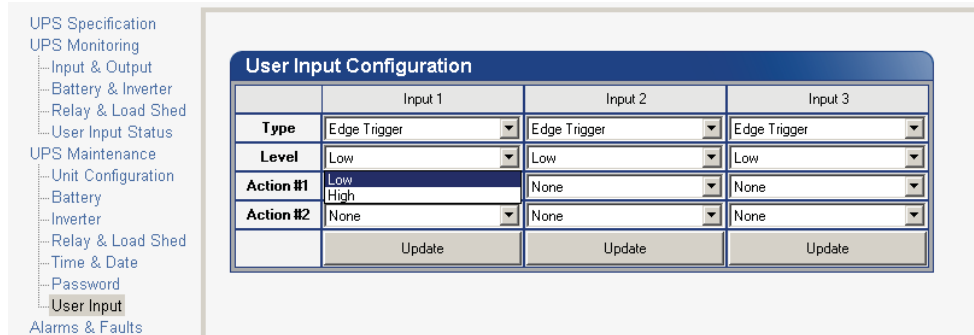 UPS Specification
UPS Monitoring
Input & Output
Battery & Inverter
Relay & Load Shed
User Input Status
UPS Maintenance
Unit Configuration
Battery
Inverter
Relay & Load Shed
Time & Date
Password
User Input
Alarms & Faults
User Input Configuration
Input 1 Input 2 Input 3
Type Edge Trigger Edge Trigger Edge Trigger
Level Low Low Low
Action #1 Low None None
High
Action #2 None None None
Update Update Update